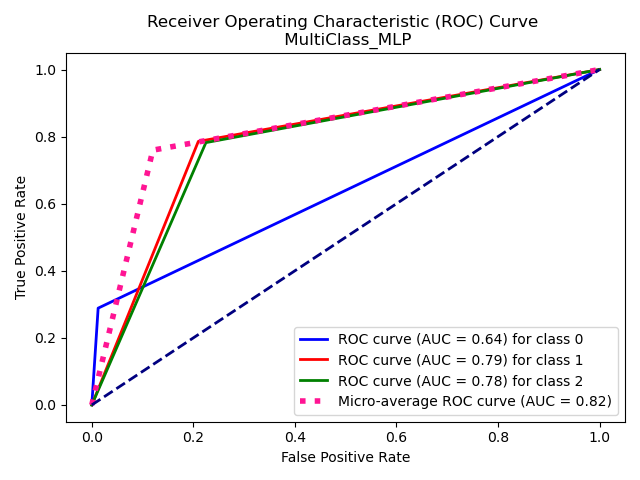 Receiver Operating Characteristic (ROC) Curve
MultiClass_MLP
True Positive Rate
1.0
0.8
0.6
0.4
0.2
0.0
ROC curve (AUC = 0.64) for class 0
ROC curve (AUC = 0.79) for class 1
ROC curve (AUC = 0.78) for class 2
Micro-average ROC curve (AUC = 0.82)
0.0 0.2 0.4 0.6 0.8 1.0
False Positive Rate